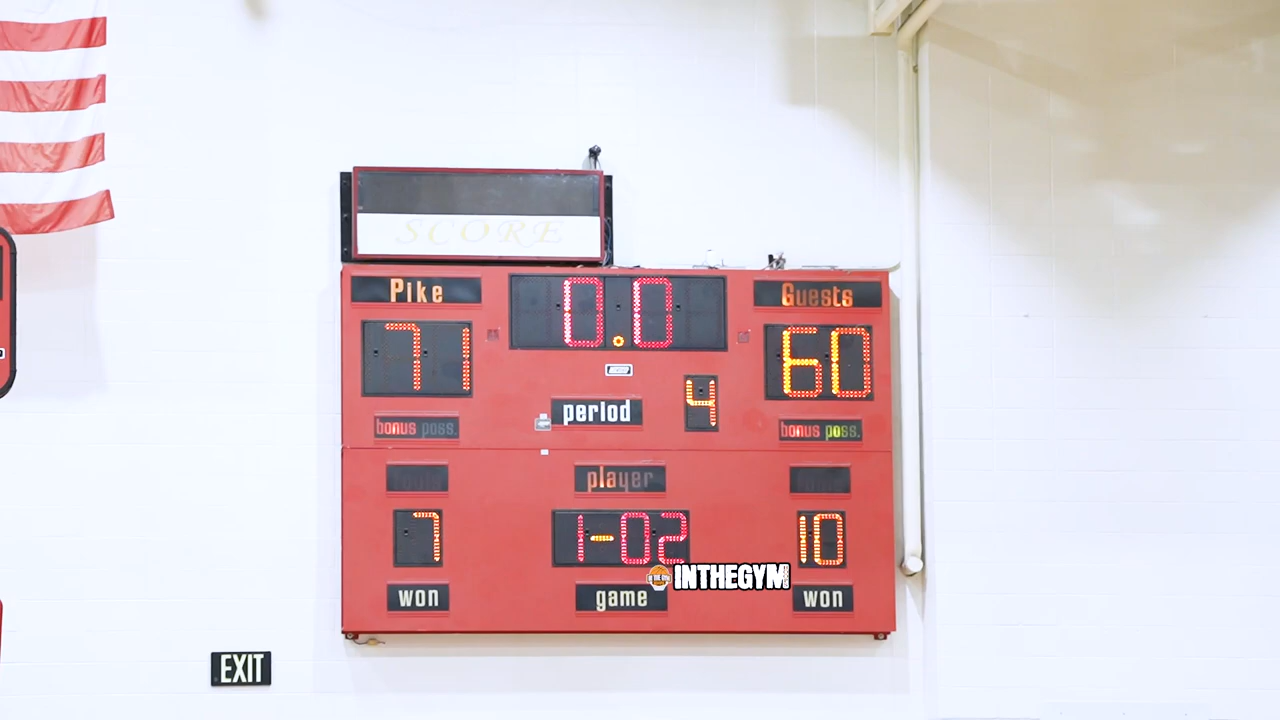 SCORE
Pike 0.0 Guests
71 60
period 4
bonus poss. bonus poss.
player
7 1-02 10
INTHEGYM
won game won
EXIT